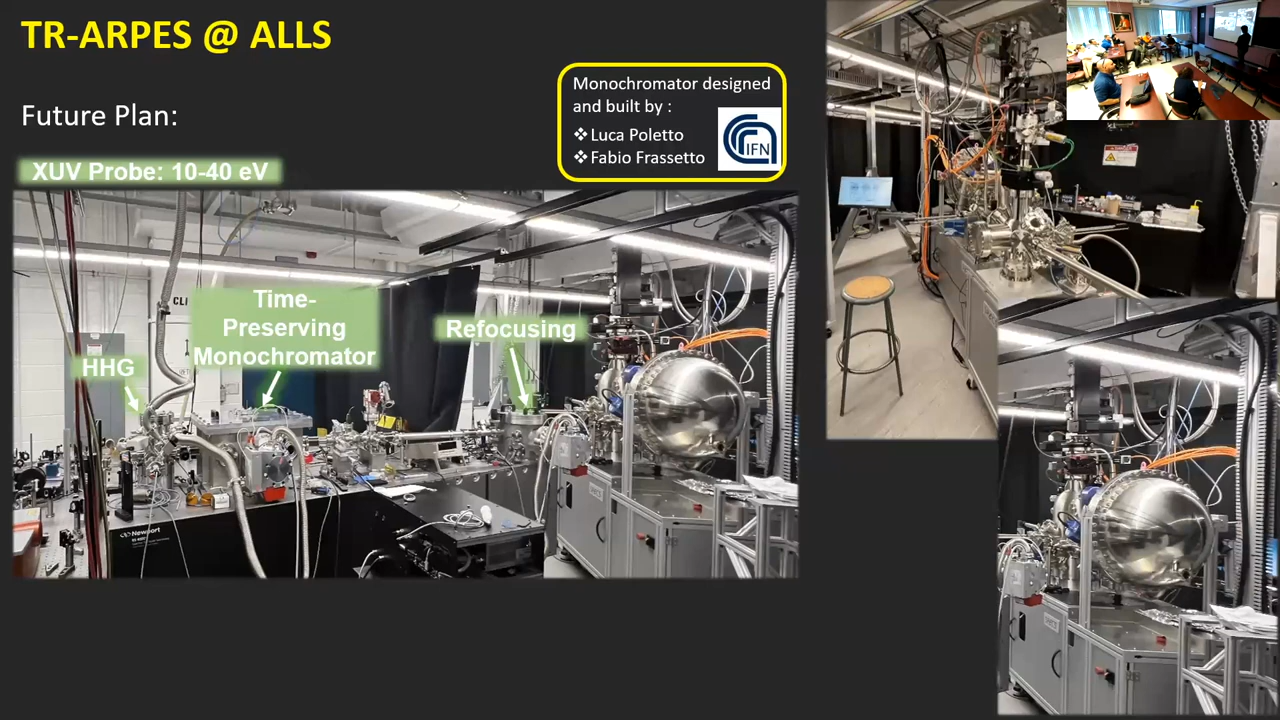 TR-ARPES @ ALLS
Future Plan:
XUV Probe: 10-40 eV
Monochromator designed
and built by :
❖Luca Poletto
❖Fabio Frassetto
IFN
HHG
Time-
Preserving
Monochromator
Refocusing
Newport